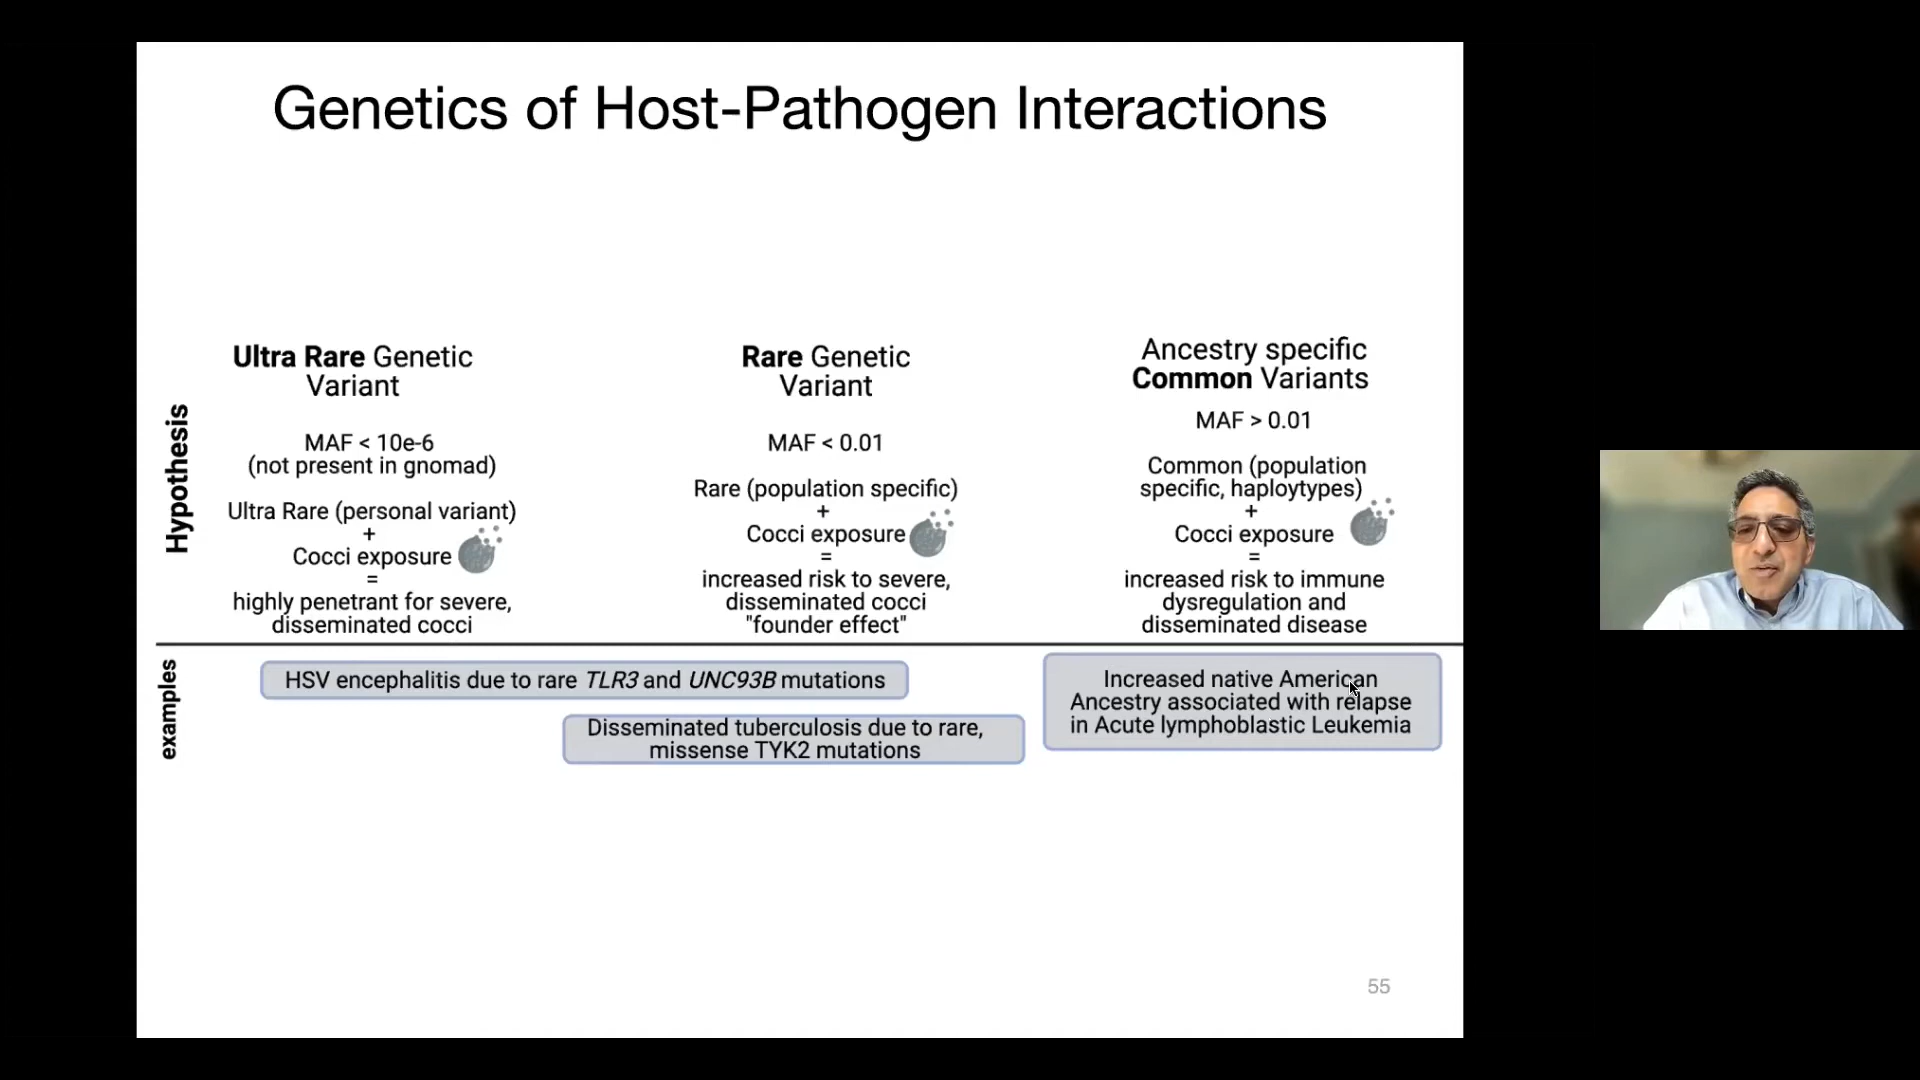 Genetics of Host-Pathogen Interactions
Hypothesis
Ultra Rare Genetic
Variant
MAF < 10e-6
(not present in gnomad)
Ultra Rare (personal variant)
+
Cocci exposure
=
highly penetrant for severe,
disseminated cocci
Rare Genetic
Variant
MAF < 0.01
Rare (population specific)
+
Cocci exposure
=
increased risk to severe,
disseminated cocci
"founder effect"
Ancestry specific
Common Variants
MAF > 0.01
Common (population
specific, haploytypes)
+
Cocci exposure
=
increased risk to immune
dysregulation and
disseminated disease
examples
HSV encephalitis due to rare TLR3 and UNC93B mutations
Disseminated tuberculosis due to rare,
missense TYK2 mutations
Increased native American
Ancestry associated with relapse
in Acute lymphoblastic Leukemia
55